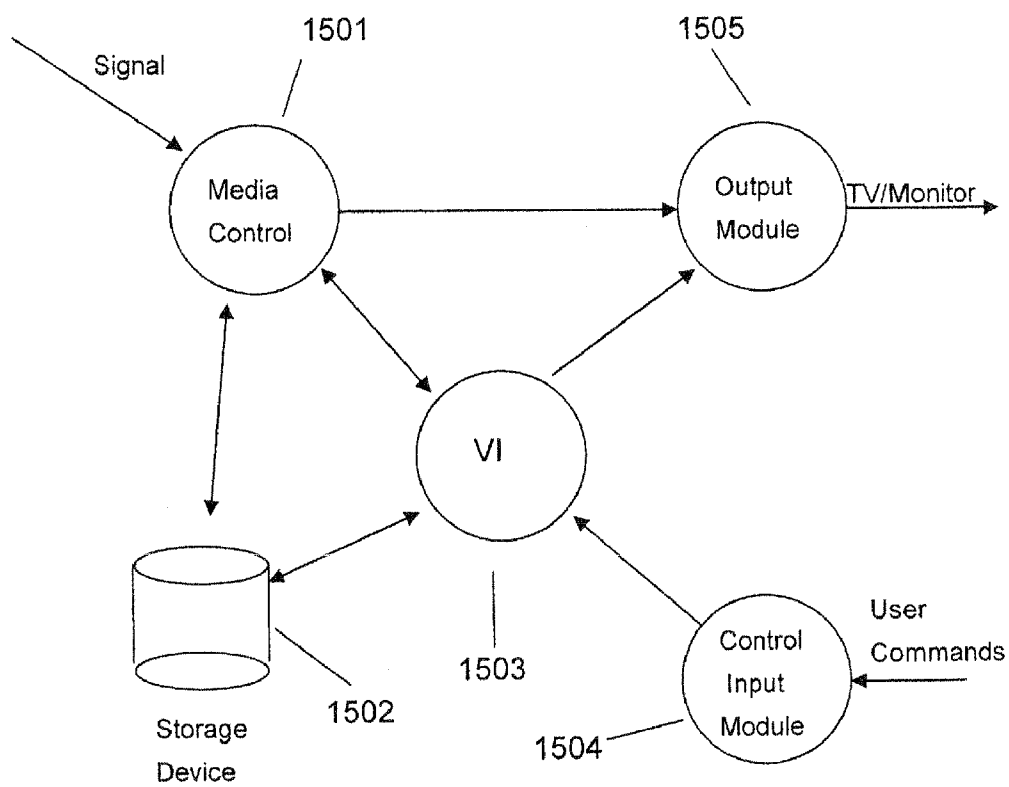 1501
1505
Signal
Media
Control
Output
Module
TV/Monitor
VI
User
Commands
Control
Input
Module
1503
1502
1504
Storage
Device